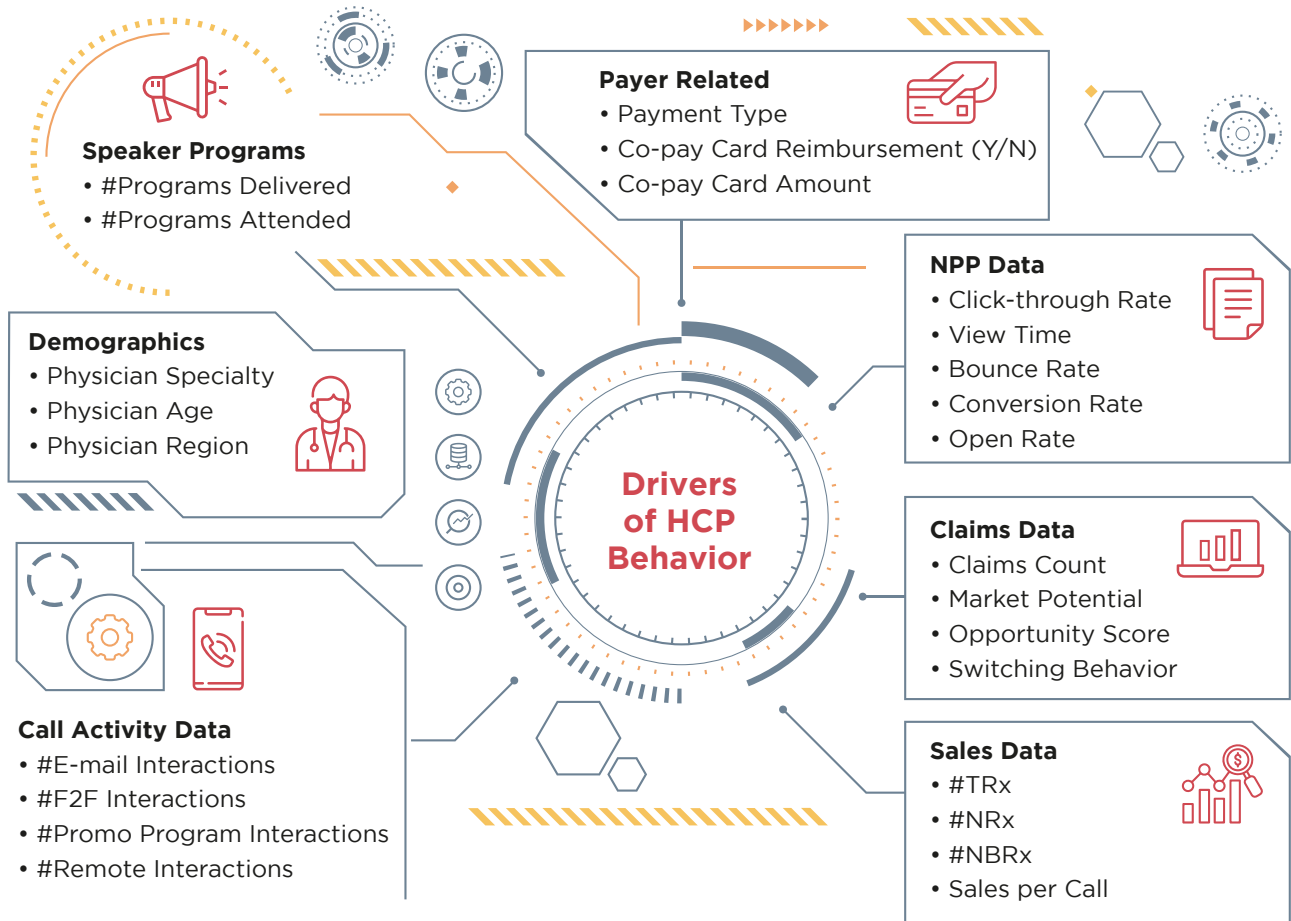 Speaker Programs
• #Programs Delivered
• #Programs Attended
Payer Related
• Payment Type
• Co-pay Card Reimbursement (Y/N)
• Co-pay Card Amount
Demographics
• Physician Specialty
• Physician Age
• Physician Region
NPP Data
• Click-through Rate
• View Time
• Bounce Rate
• Conversion Rate
• Open Rate
Drivers
of HCP
Behavior
Claims Data
• Claims Count
• Market Potential
• Opportunity Score
• Switching Behavior
Call Activity Data
• #E-mail Interactions
• #F2F Interactions
• #Promo Program Interactions
• #Remote Interactions
Sales Data
• #TRx
• #NRx
• #NBRx
• Sales per Call
$